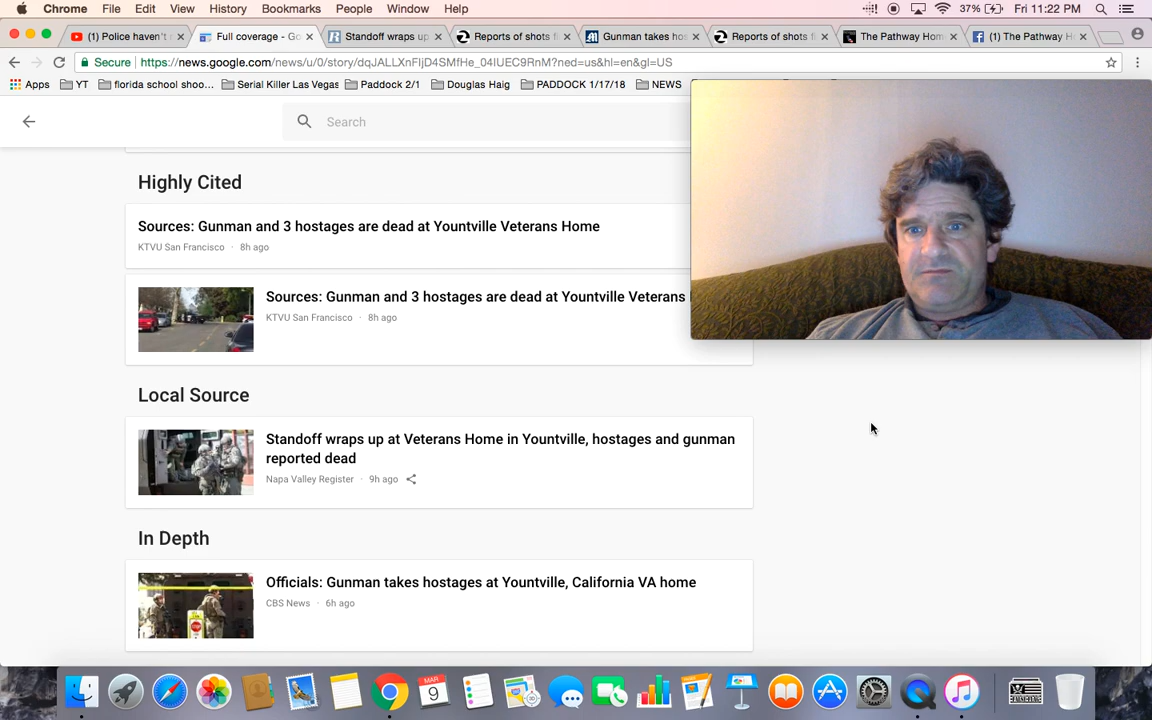 Chrome File Edit View History Bookmarks People Window Help 37% Fri 11:22 PM
(1) Police haven't Full coverage - Go Standoff wraps up Reports of shots fi Gunman takes hos Reports of shots fi The Pathway Hom (1) The Pathway H
Secure https://news.google.com/news/u/0/story/
Apps YT florida school shoo... Serial Killer Las Vegas Paddock 2/1 Douglas Haig PADDOCK 1/17/18 NEWS
Search
Highly Cited
Sources: Gunman and 3 hostages are dead at Yountville Veterans Home
KTVU San Francisco · 8h ago
Sources: Gunman and 3 hostages are dead at Yountville Veterans
KTVU San Francisco · 8h ago
Local Source
Standoff wraps up at Veterans Home in Yountville, hostages and gunman
reported dead
Napa Valley Register · 9h ago
In Depth
Officials: Gunman takes hostages at Yountville, California VA home
CBS News · 6h ago
MAR
9